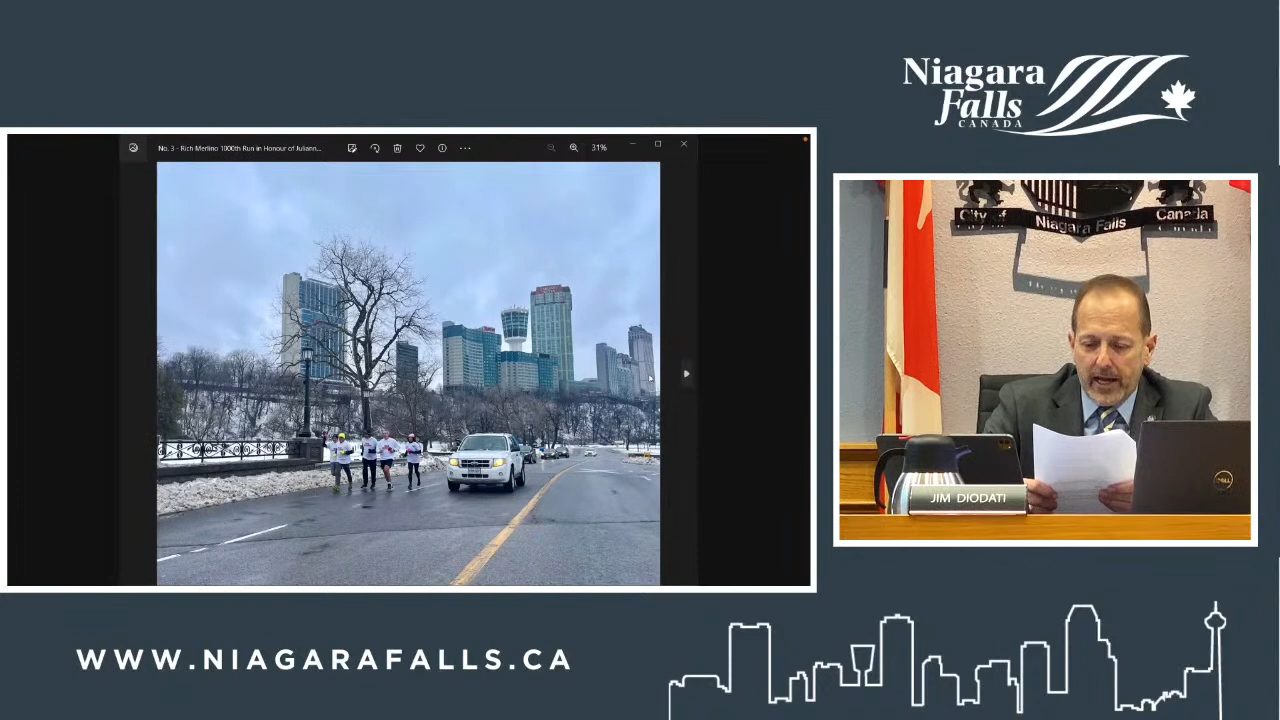 Niagara
Falls
CANADA
No. 3 - Rich Merlino 1000th Run in Honour of Juliann...
31%
City of
Niagara Falls
Canada
JIM DIODATI
DELL
WWW.NIAGARAFALLS.CA